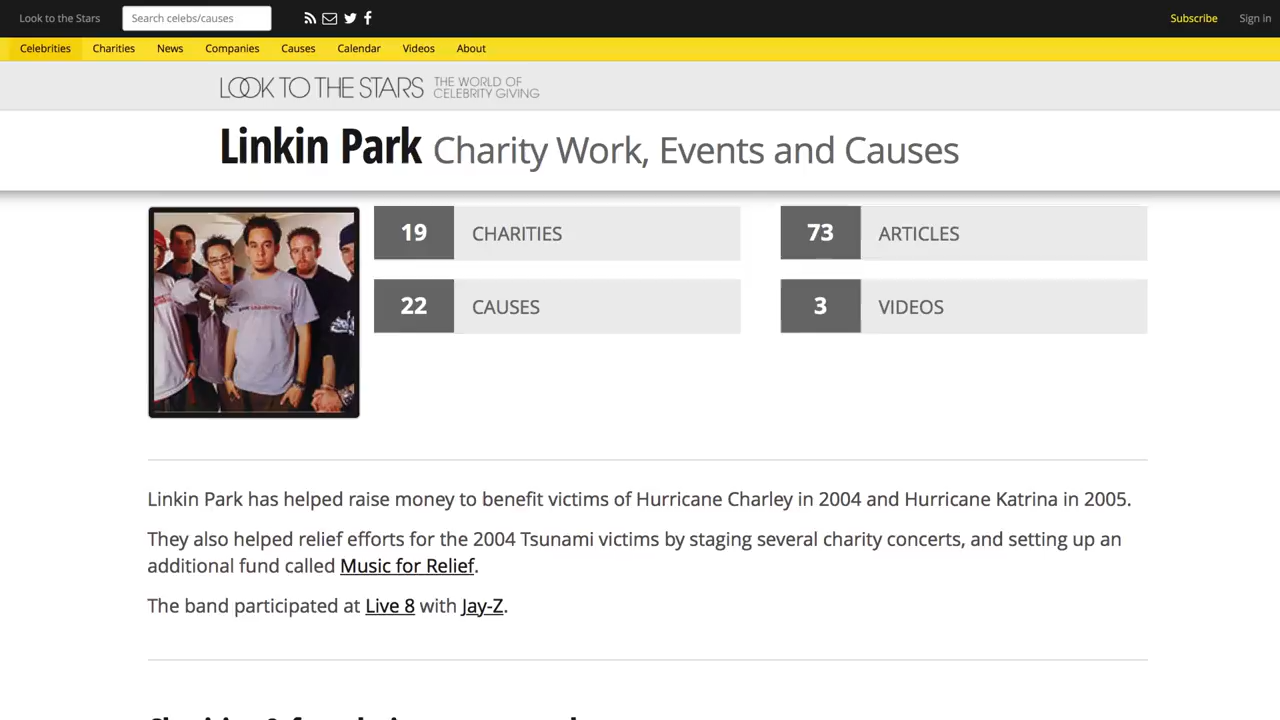 Look to the Stars
Search celebs/causes
Subscribe
Sign in
Celebrities
Charities
News
Companies
Causes
Calendar
Videos
About
LOOK TO THE STARS
THE WORLD OF
CELEBRITY GIVING
Linkin Park Charity Work, Events and Causes
19 CHARITIES
73 ARTICLES
22 CAUSES
3 VIDEOS
Linkin Park has helped raise money to benefit victims of Hurricane Charley in 2004 and Hurricane Katrina in 2005.
They also helped relief efforts for the 2004 Tsunami victims by staging several charity concerts, and setting up an
additional fund called Music for Relief.
The band participated at Live 8 with Jay-Z.